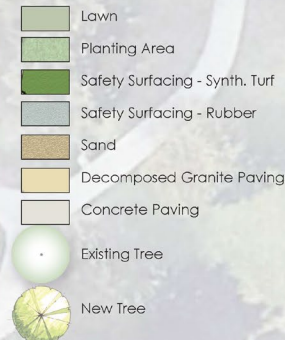 Lawn
Planting Area
Safety Surfacing - Synth. Turf
Safety Surfacing - Rubber
Sand
Decomposed Granite Paving
Concrete Paving
Existing Tree
New Tree